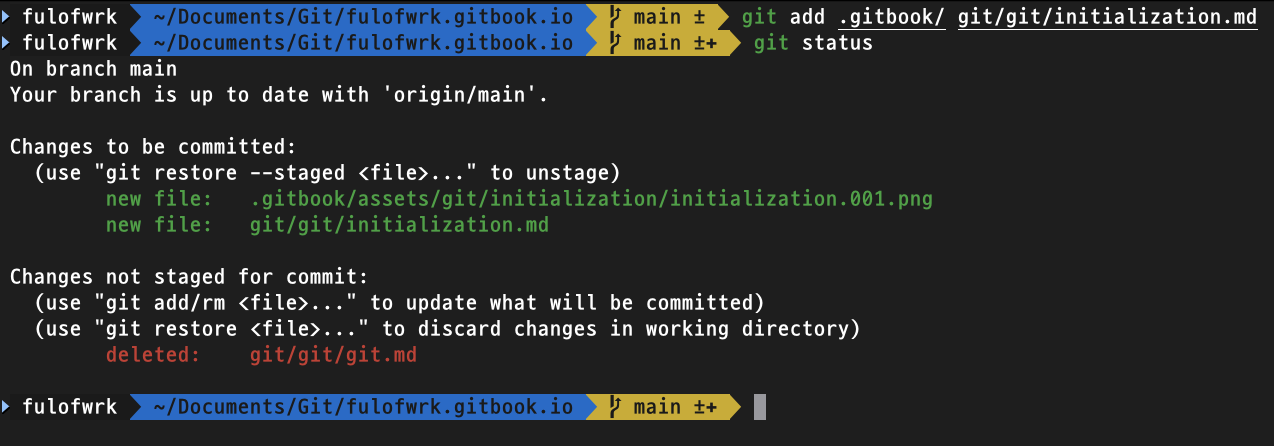 fulofwrk ~/Documents/Git/fulofwrk.gitbook.io main ± git add .gitbook/ git/git/initialization.md
fulofwrk ~/Documents/Git/fulofwrk.gitbook.io main ±+ git status
On branch main
Your branch is up to date with 'origin/main'.
Changes to be committed:
(use "git restore --staged <file>..." to unstage)
new file: .gitbook/assets/git/initialization/initialization.001.png
new file: git/git/initialization.md
Changes not staged for commit:
(use "git add/rm <file>..." to update what will be committed)
(use "git restore <file>..." to discard changes in working directory)
deleted: git/git/git.md
fulofwrk ~/Documents/Git/fulofwrk.gitbook.io main ±+